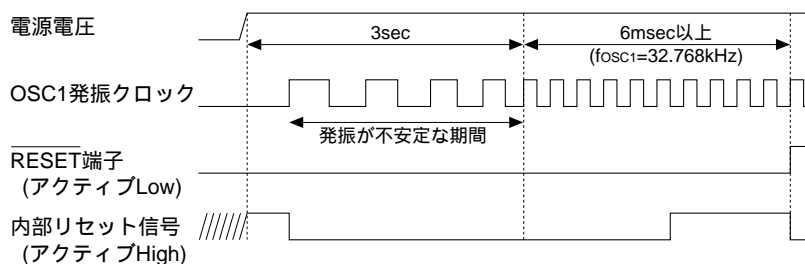 電源電圧
3sec
6msec以上
(fOSC1=32.768kHz)
OSC1発振クロック
発振が不安定な期間
RESET端子
(アクティブLow)
内部リセット信号
(アクティブHigh)